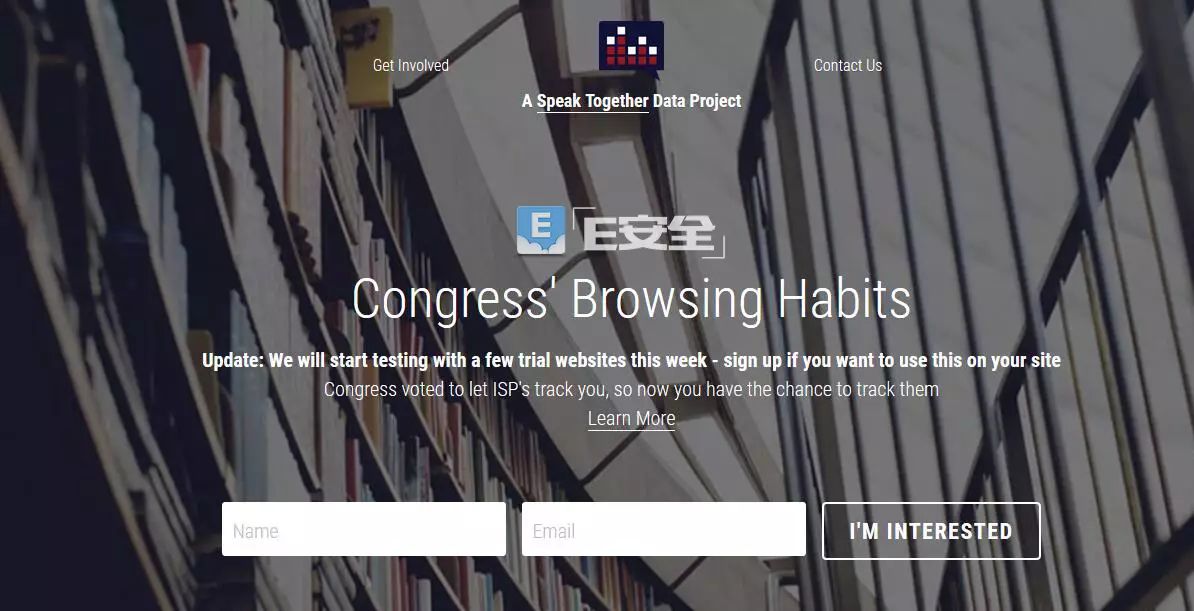 Get Involved
Contact Us
A Speak Together Data Project
E
E安全
Congress' Browsing Habits
Update: We will start testing with a few trial websites this week - sign up if you want to use this on your site
Congress voted to let ISP's track you, so now you have the chance to track them
Learn More
Name
Email
I'M INTERESTED